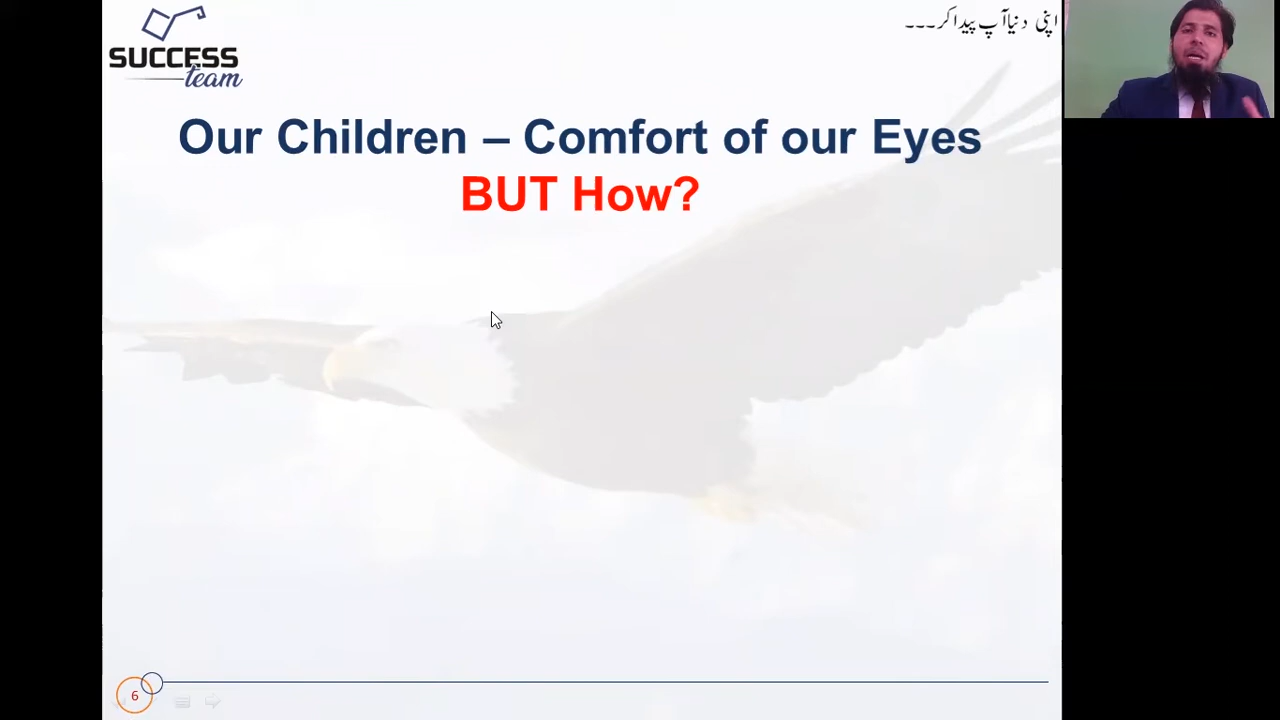 SUCCESS
team
اپنی دنیا آپ پیدا کر ---
Our Children – Comfort of our Eyes
BUT How?
6